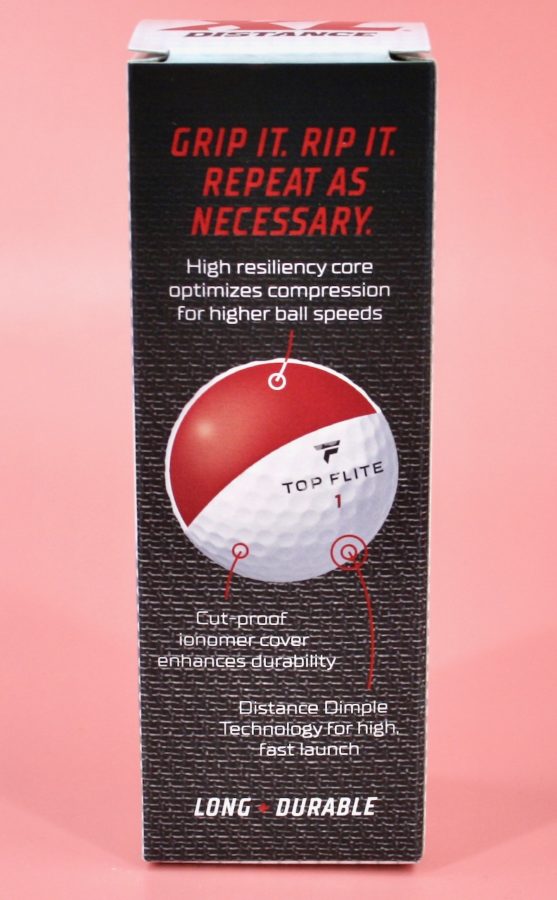 XL
DISTANCE
GRIP IT. RIP IT.
REPEAT AS
NECESSARY.
High resiliency core
optimizes compression
for higher ball speeds
TOP FLITE
1
Cut-proof
ionomer cover
enhances durability
Distance Dimple
Technology for high,
fast launch
LONG + DURABLE